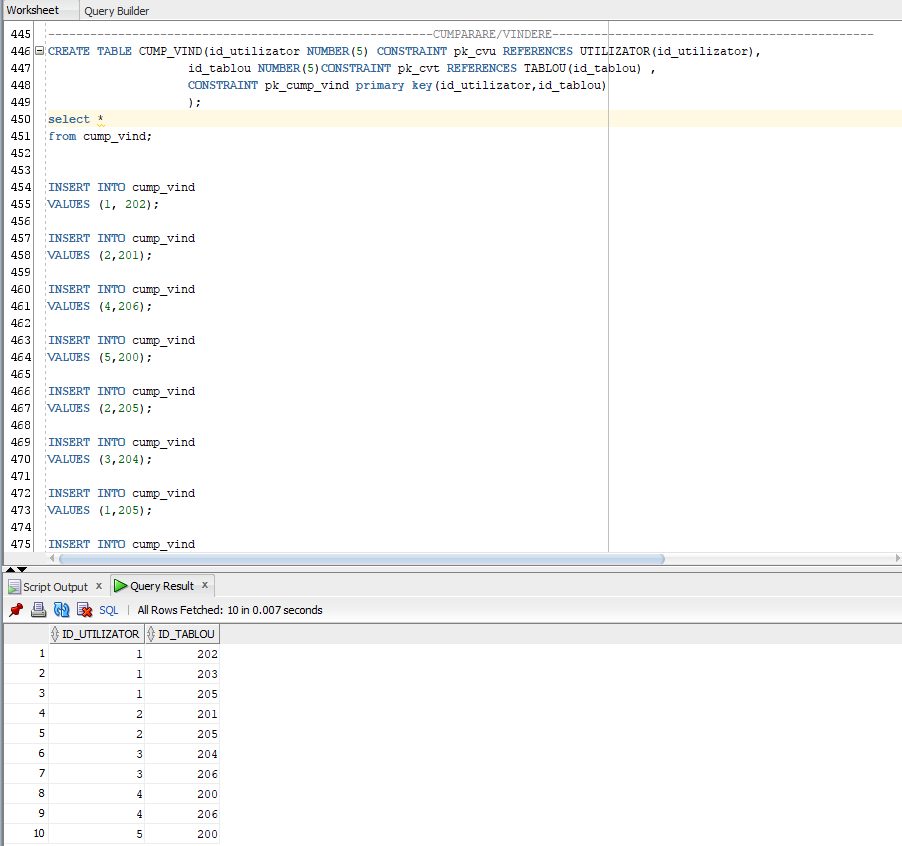 Worksheet Query Builder
445 -------------------------------------------------------CUMPARARE/VINDERE----------------------------------------------
446 CREATE TABLE CUMP_VIND(id_utilizator NUMBER(5) CONSTRAINT pk_cvu REFERENCES UTILIZATOR(id_utilizator),
447 id_tablou NUMBER(5)CONSTRAINT pk_cvt REFERENCES TABLOU(id_tablou) ,
448 CONSTRAINT pk_cump_vind primary key(id_utilizator,id_tablou)
449 );
450 select *
451 from cump_vind;
452
453
454 INSERT INTO cump_vind
455 VALUES (1, 202);
456
457 INSERT INTO cump_vind
458 VALUES (2,201);
459
460 INSERT INTO cump_vind
461 VALUES (4,206);
462
463 INSERT INTO cump_vind
464 VALUES (5,200);
465
466 INSERT INTO cump_vind
467 VALUES (2,205);
468
469 INSERT INTO cump_vind
470 VALUES (3,204);
471
472 INSERT INTO cump_vind
473 VALUES (1,205);
474
475 INSERT INTO cump_vind
Script Output x Query Result x
SQL | All Rows Fetched: 10 in 0.007 seconds
ID_UTILIZATOR ID_TABLOU
1 1 202
2 1 203
3 1 205
4 2 201
5 2 205
6 3 204
7 3 206
8 4 200
9 4 206
10 5 200